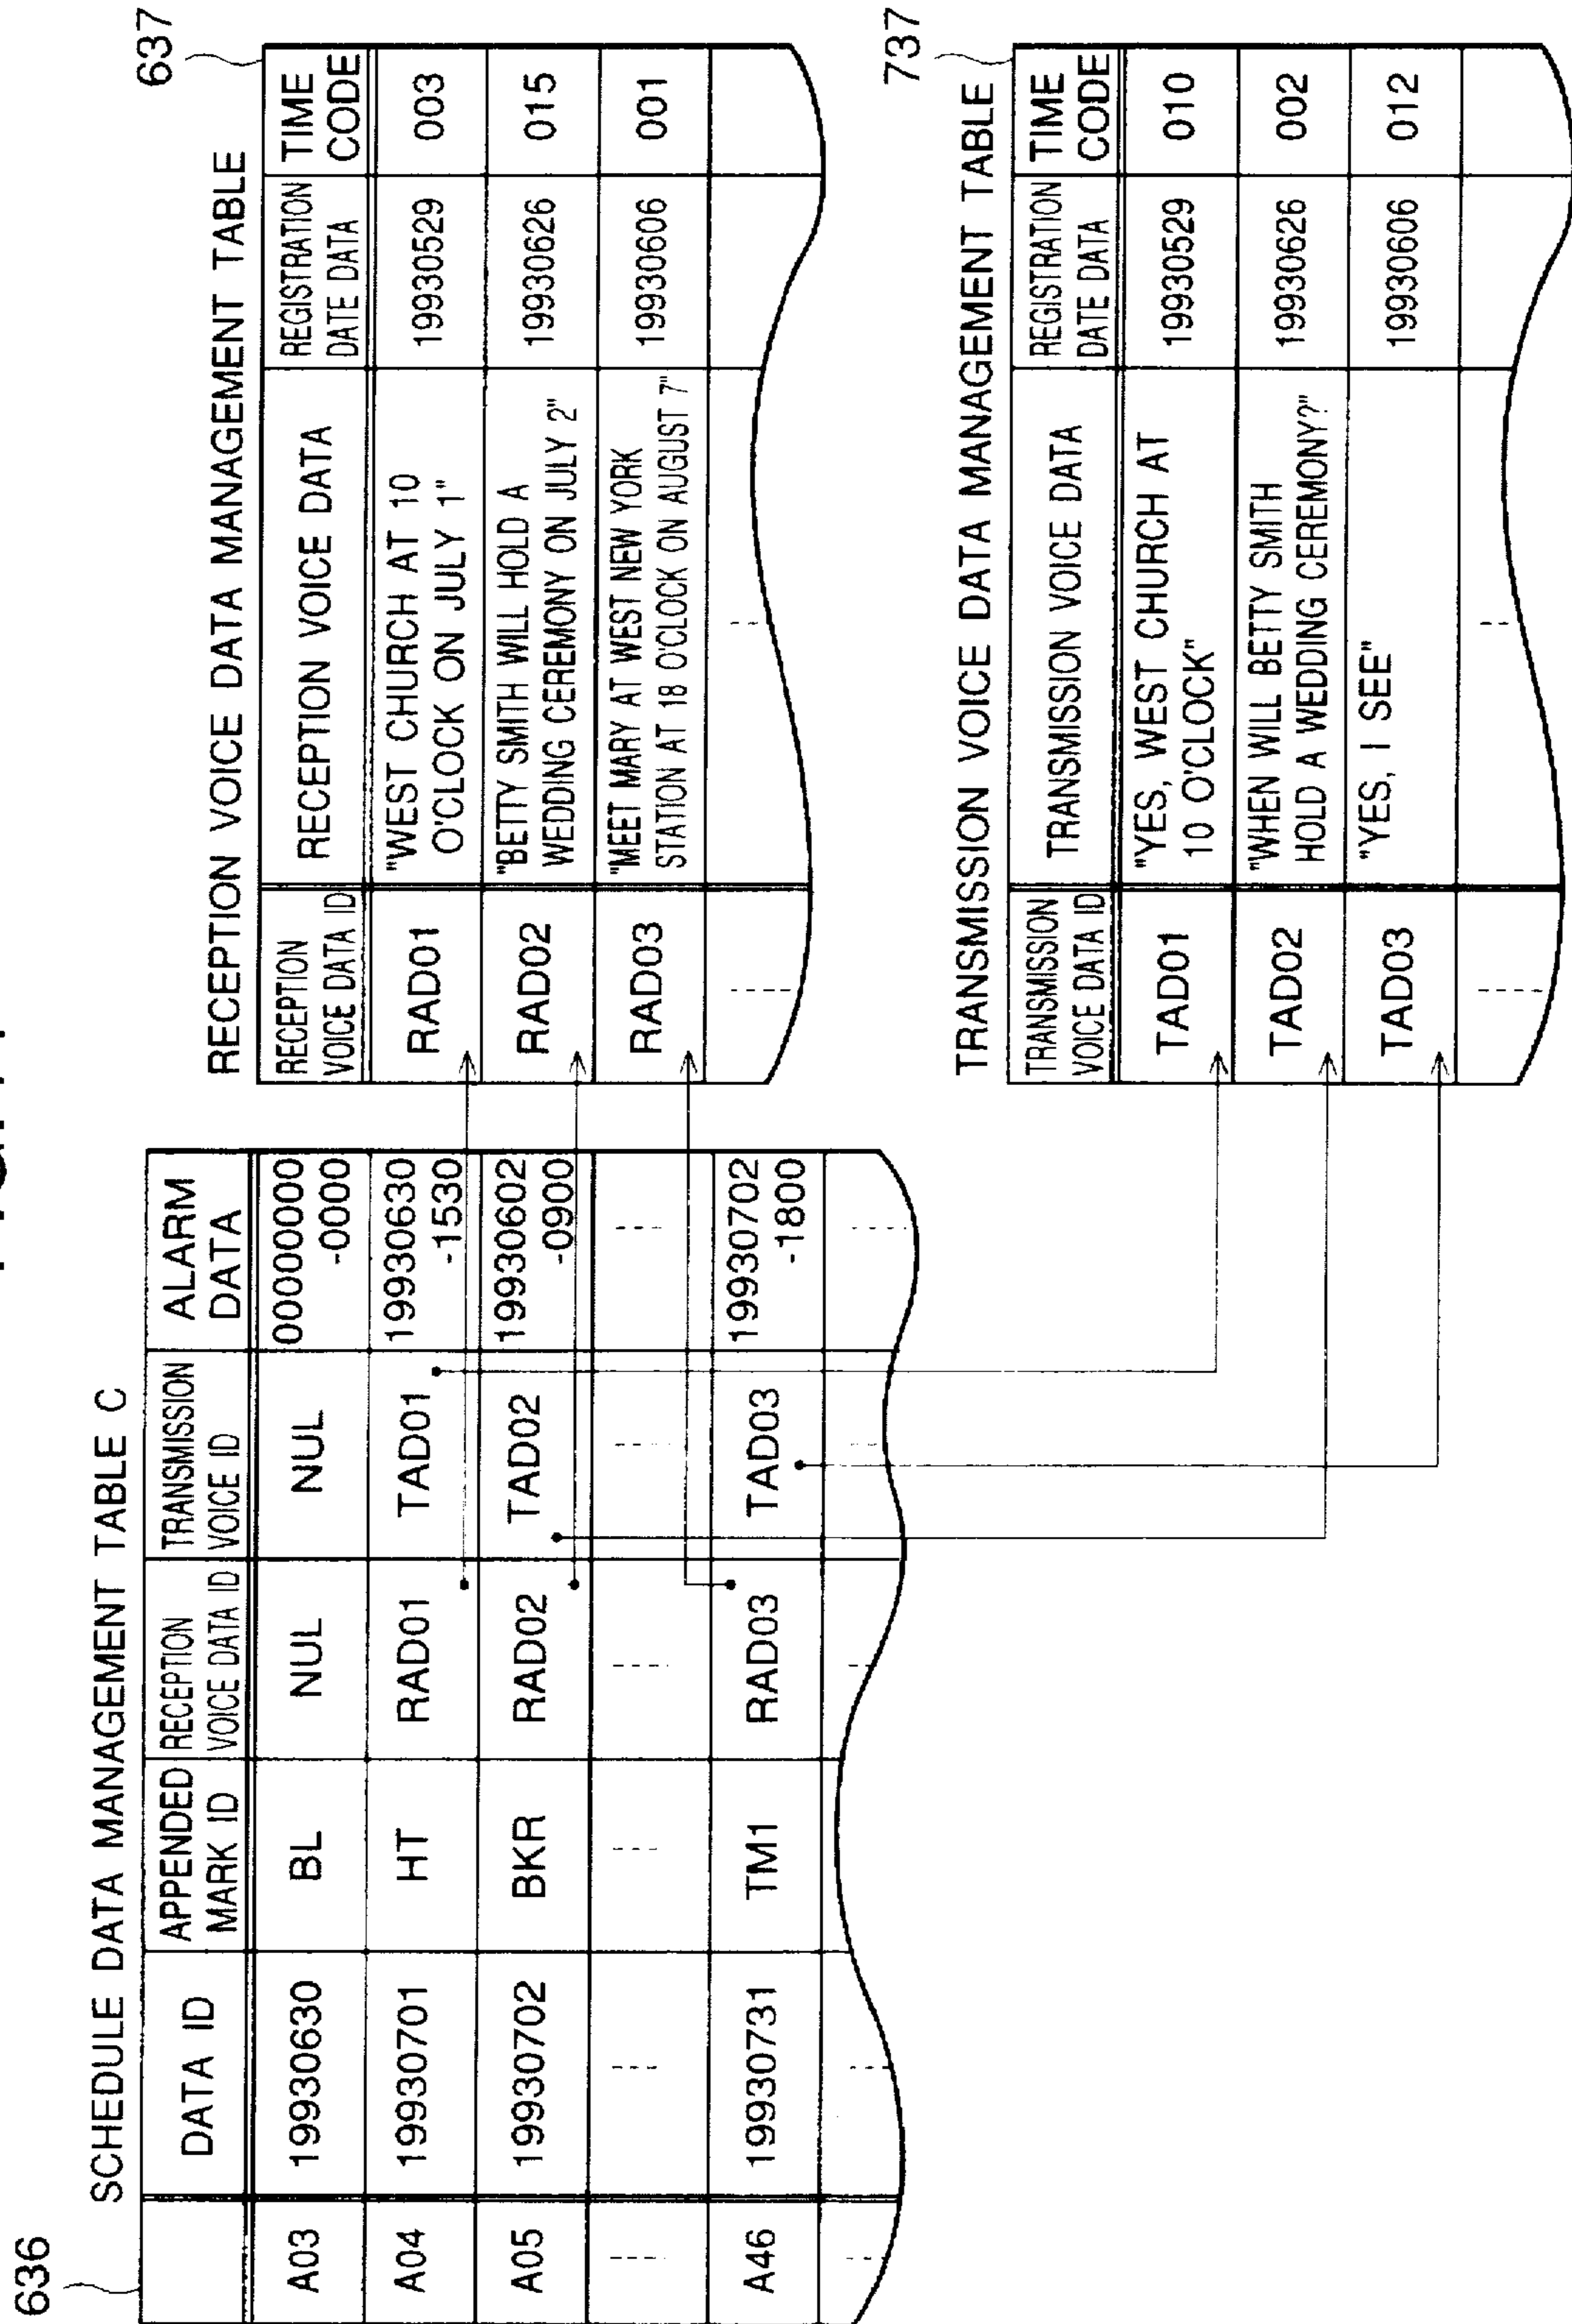 636
SCHEDULE DATA MANAGEMENT TABLE C
DATA ID
APPENDED
MARK ID
RECEPTION
VOICE DATA ID
TRANSMISSION
VOICE ID
ALARM
DATA
A03 19930630 BL NUL NUL 00000000
-0000
A04 19930701 HT RAD01 TAD01 19930630
-1530
A05 19930702 BKR RAD02 TAD02 19930602
-0900
A46 19930731 TM1 RAD03 TAD03 19930702
-1800
637
RECEPTION VOICE DATA MANAGEMENT TABLE
RECEPTION
VOICE DATA ID
RECEPTION VOICE DATA
REGISTRATION
DATE DATA
TIME
CODE
RAD01 "WEST CHURCH AT 10 19930529 003
O'CLOCK ON JULY 1"
RAD02 "BETTY SMITH WILL HOLD A 19930626 015
WEDDING CEREMONY ON JULY 2"
RAD03 "MEET MARY AT WEST NEW YORK 19930606 001
STATION AT 18 O'CLOCK ON AUGUST 7"
737
TRANSMISSION VOICE DATA MANAGEMENT TABLE
TRANSMISSION
VOICE DATA ID
TRANSMISSION VOICE DATA
REGISTRATION
DATE DATA
TIME
CODE
TAD01 "YES, WEST CHURCH AT 19930529 010
10 O'CLOCK"
TAD02 "WHEN WILL BETTY SMITH 19930626 002
HOLD A WEDDING CEREMONY?"
TAD03 "YES, I SEE" 19930606 012